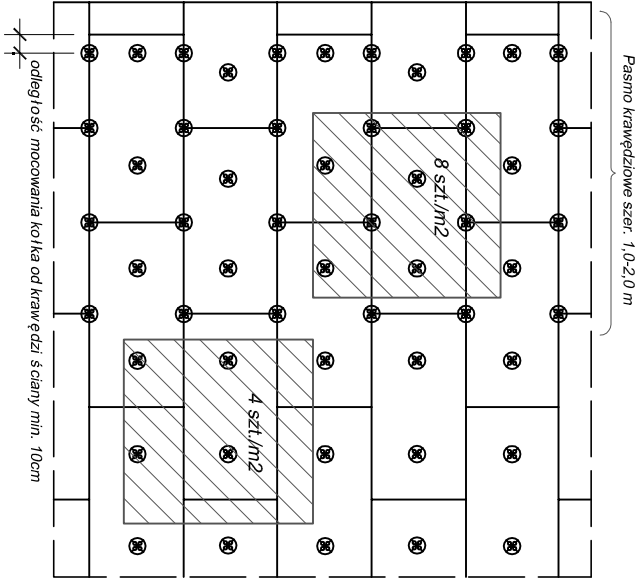 Pasmo krawędziowe szer. 1,0-2,0 m
8 szt./m2
4 szt./m2
odległość mocowania kołka od krawędzi ściany min. 10cm